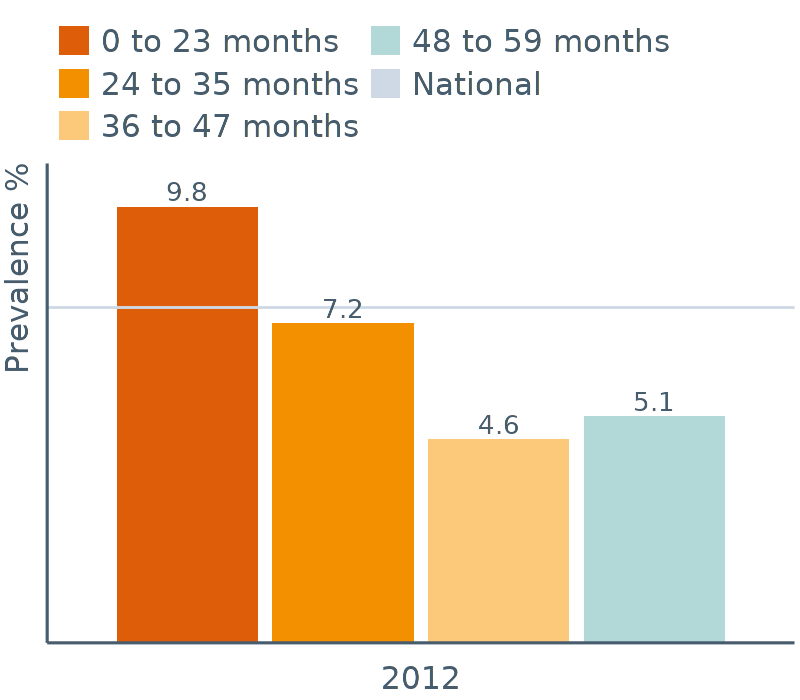 0 to 23 months
24 to 35 months
36 to 47 months
48 to 59 months
National
Prevalence %
9.8
7.2
4.6
5.1
2012